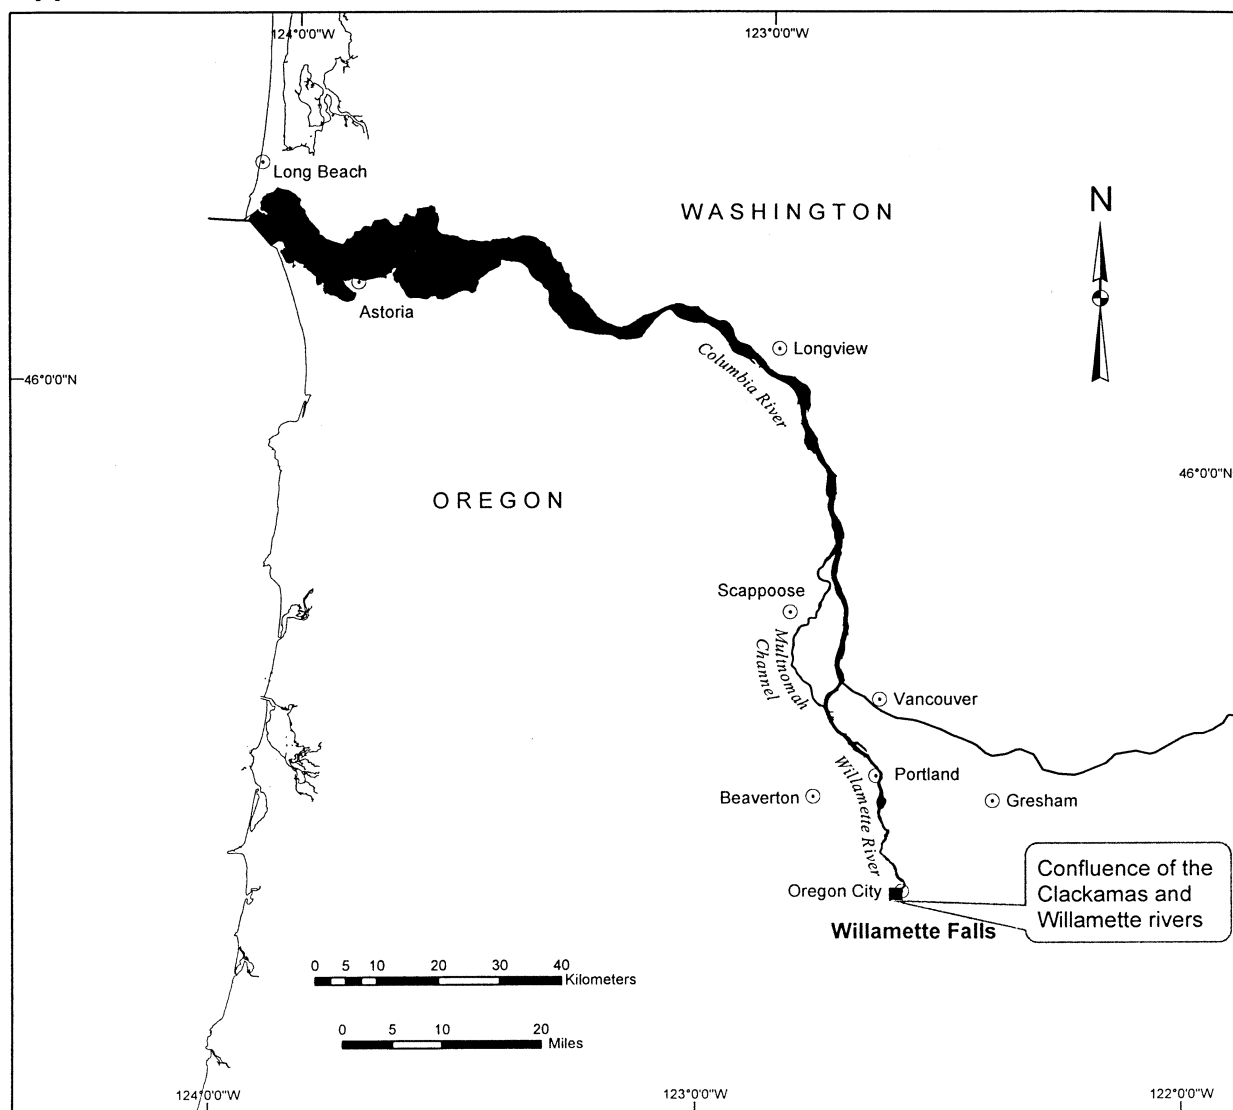 124°0'0"W
123°0'0"W
Long Beach
WASHINGTON
N
Astoria
Longview
Columbia River
46°0'0"N
46°0'0"N
OREGON
Scappoose
Multnomah
Channel
Vancouver
Willamette River
Portland
Beaverton
Gresham
Confluence of the
Clackamas and
Willamette rivers
Oregon City
Willamette Falls
0 5 10 20 30 40
Kilometers
0 5 10 20
Miles
124°0'0"W
123°0'0"W
122°0'0"W